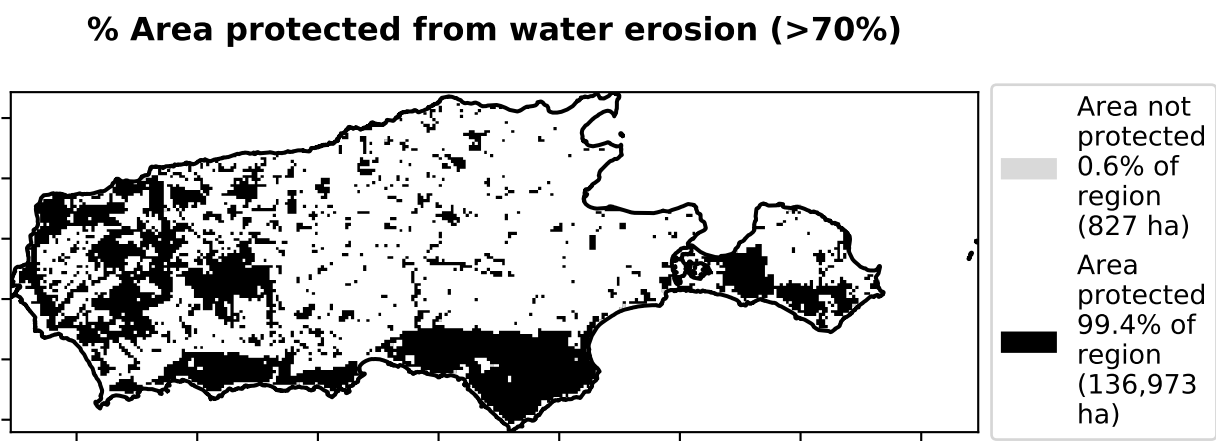 % Area protected from water erosion (>70%)
Area not
protected
0.6% of
region
(827 ha)
Area
protected
99.4% of
region
(136,973
ha)